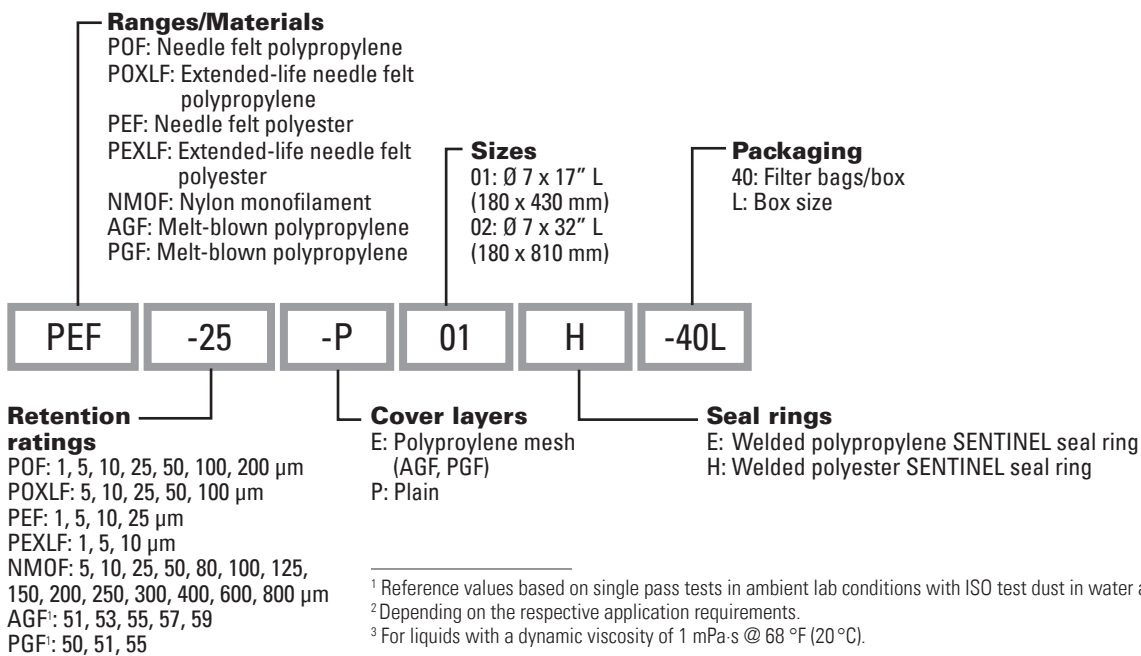 Ranges/Materials
POF: Needle felt polypropylene
POXLF: Extended-life needle felt
polypropylene
PEF: Needle felt polyester
PEXLF: Extended-life needle felt
polyester
NMOF: Nylon monofilament
AGF: Melt-blown polypropylene
PGF: Melt-blown polypropylene
Sizes
01: Ø 7 x 17” L
(180 x 430 mm)
02: Ø 7 x 32” L
(180 x 810 mm)
Packaging
40: Filter bags/box
L: Box size
PEF -25 -P 01 H -40L
Retention
ratings
POF: 1, 5, 10, 25, 50, 100, 200 µm
POXLF: 5, 10, 25, 50, 100 µm
PEF: 1, 5, 10, 25 µm
PEXLF: 1, 5, 10 µm
NMOF: 5, 10, 25, 50, 80, 100, 125,
150, 200, 250, 300, 400, 600, 800 µm
AGF¹: 51, 53, 55, 57, 59
PGF¹: 50, 51, 55
Cover layers
E: Polyproylene mesh
(AGF, PGF)
P: Plain
Seal rings
E: Welded polypropylene SENTINEL seal ring
H: Welded polyester SENTINEL seal ring
¹ Reference values based on single pass tests in ambient lab conditions with ISO test dust in water
² Depending on the respective application requirements.
³ For liquids with a dynamic viscosity of 1 mPa·s @ 68 °F (20 °C).